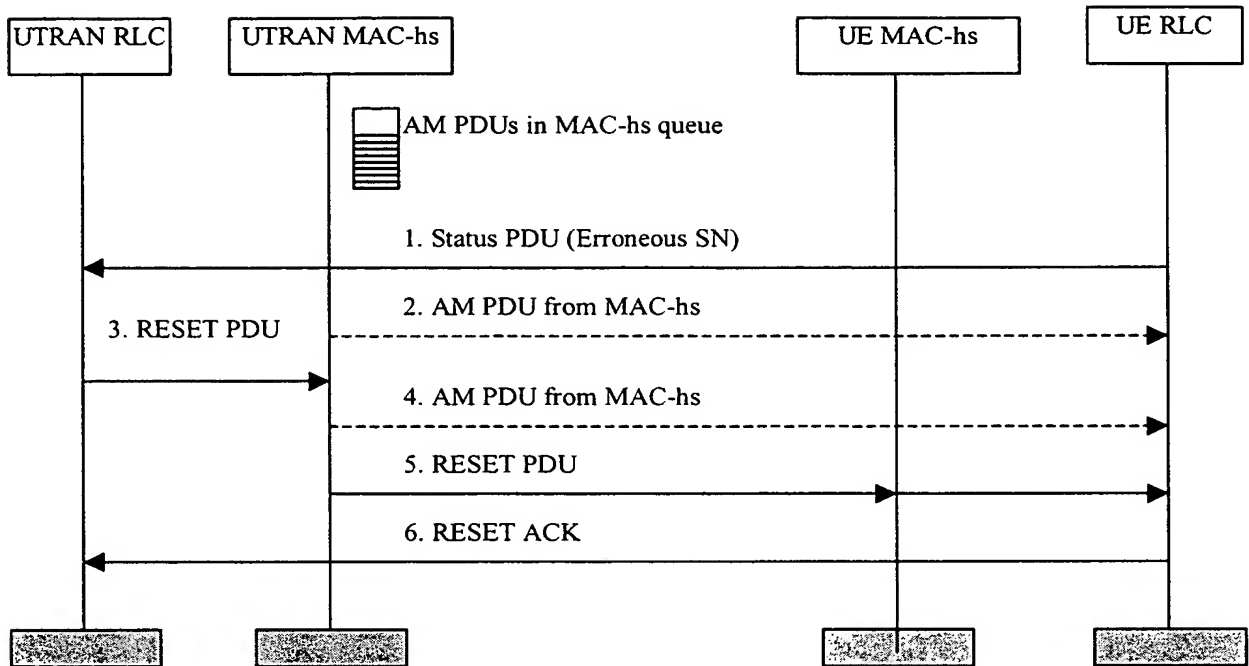 UTRAN RLC
UTRAN MAC-hs
UE MAC-hs
UE RLC
AM PDUs in MAC-hs queue
1. Status PDU (Erroneous SN)
2. AM PDU from MAC-hs
3. RESET PDU
4. AM PDU from MAC-hs
5. RESET PDU
6. RESET ACK